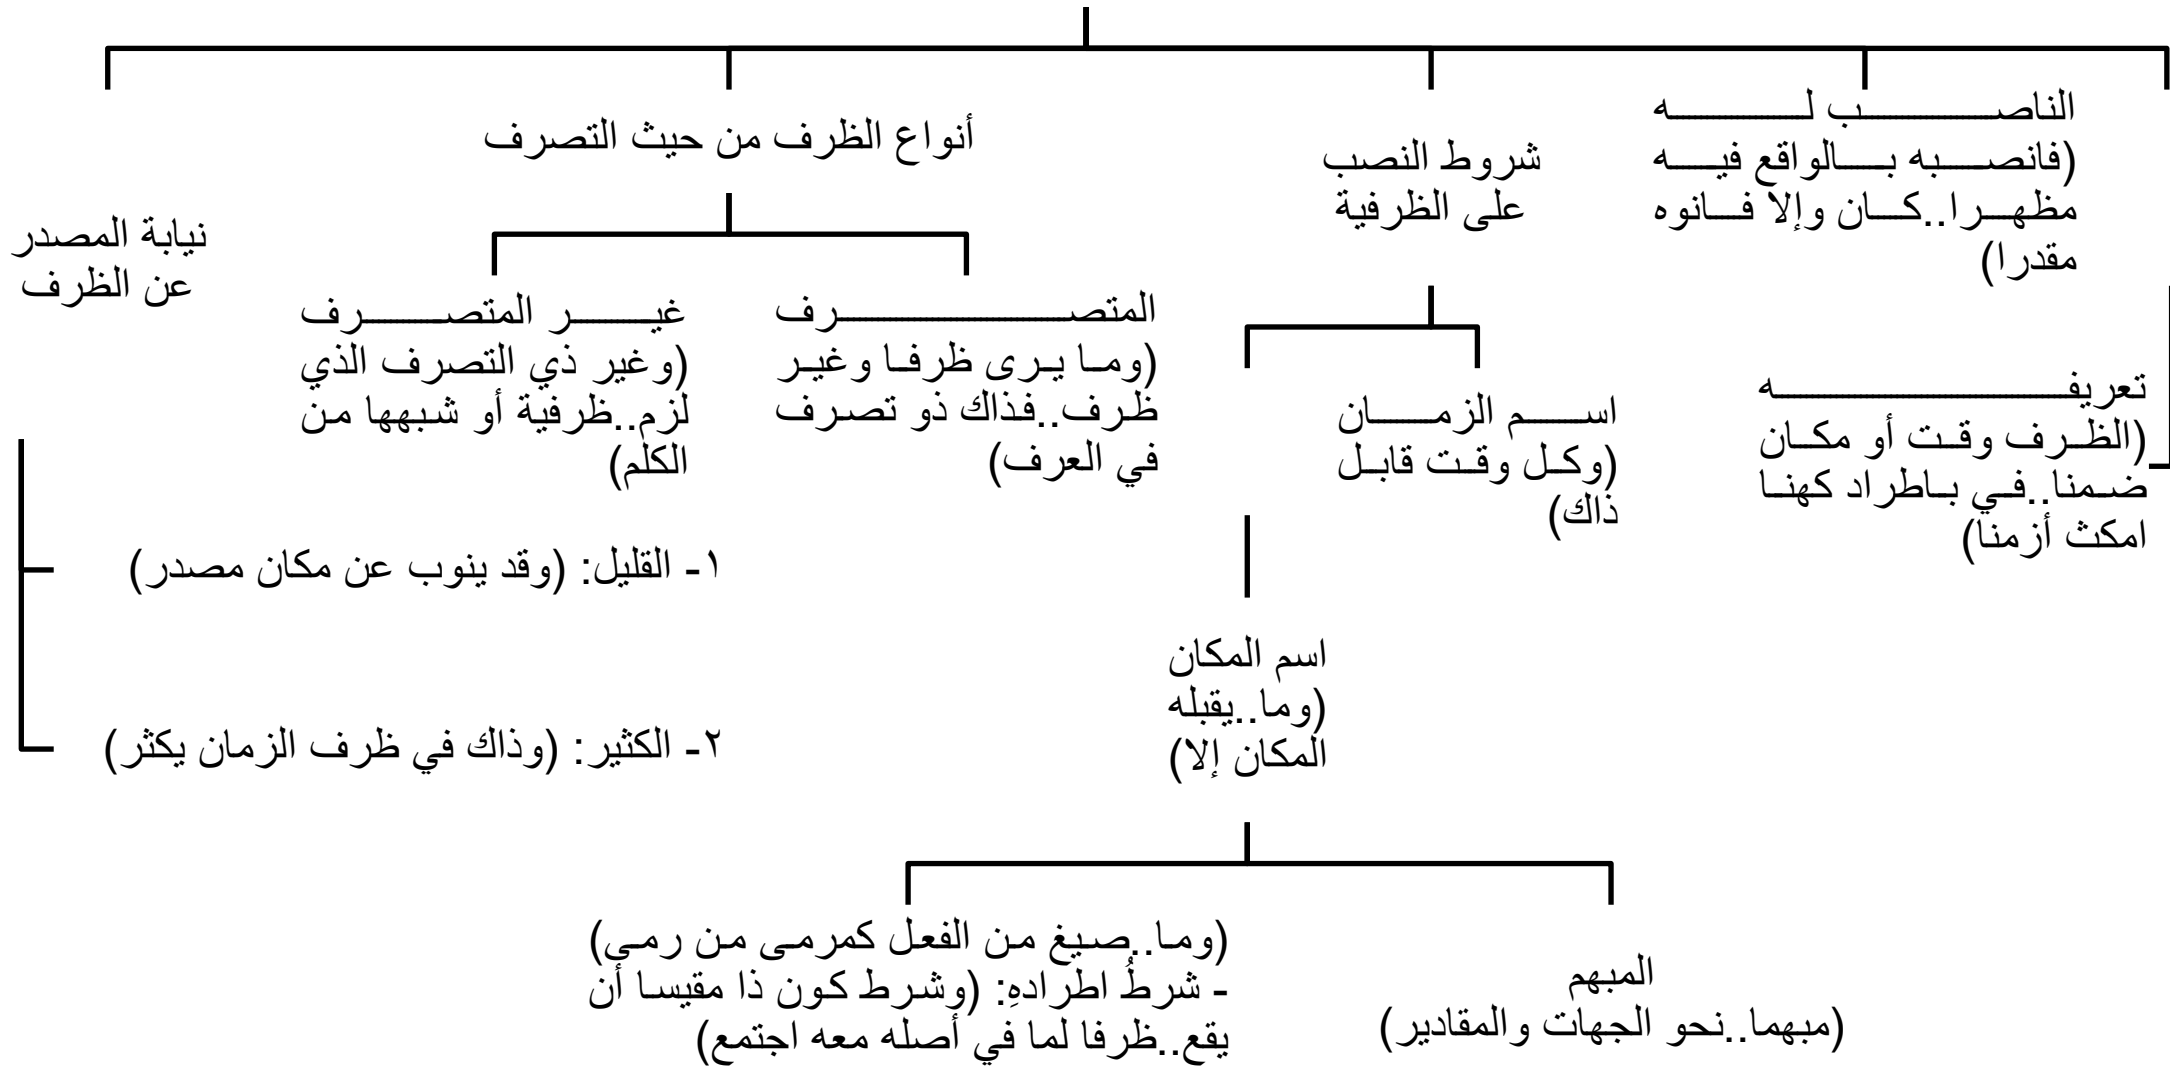 الناصب له
(فانصبه بالواقع فيه
مظهرا..كان وإلا فانوه
مقدرا)
تعريفه
(الظرف وقت أو مكان
ضمنا..في باطراد كهنا
امكث أزمنا)
شروط النصب
على الظرفية
اسم الزمان
(وكل وقت قابل
ذاك)
اسم المكان
(وما..يقبله
المكان إلا)
المبهم
(مبهما..نحو الجهات والمقادير)
(وما..صيغ من الفعل كمرمى من رمى)
- شرطُ اطرادهِ: (وشرط كون ذا مقيسا أن
يقع..ظرفا لما في أصله معه اجتمع)
أنواع الظرف من حيث التصرف
المتصرف
(وما يرى ظرفا وغير
ظرف..فذاك ذو تصرف
في العرف)
غير المتصرف
(وغير ذي التصرف الذي
لزم..ظرفية أو شبهها من
الكلم)
نيابة المصدر
عن الظرف
١- القليل: (وقد ينوب عن مكان مصدر)
٢- الكثير: (وذاك في ظرف الزمان يكثر)